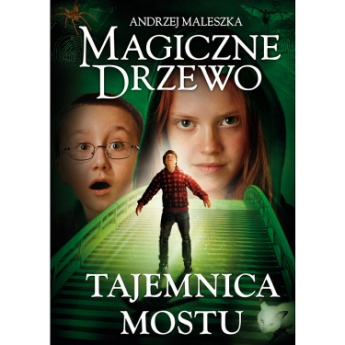 ANDRZEJ MALESZKA
MAGICZNE
DRZEWO
TAJEMNICA
MOSTU